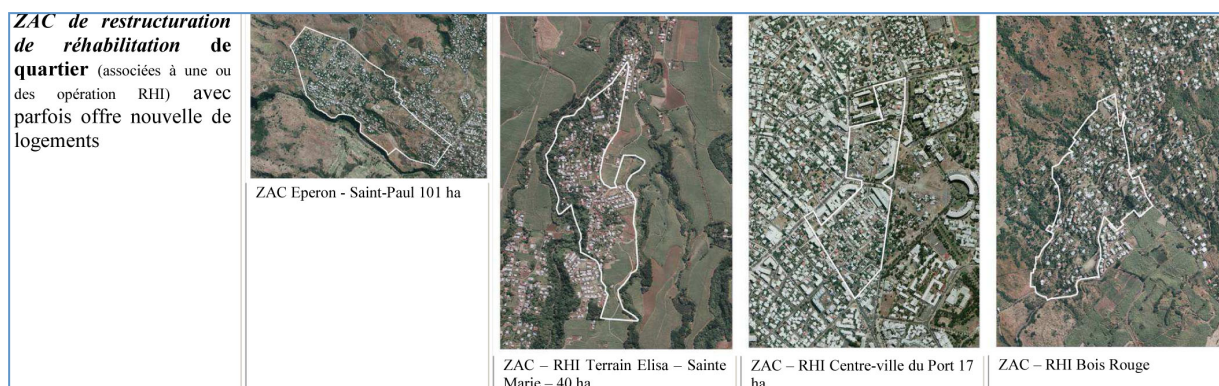 ZAC de restructuration
de réhabilitation de
quartier (associées à une ou
des opération RHI) avec
parfois offre nouvelle de
logements
ZAC Eperon - Saint-Paul 101 ha
ZAC – RHI Terrain Elisa – Sainte
Marie – 40 ha
ZAC – RHI Centre-ville du Port 17
ha
ZAC – RHI Bois Rouge